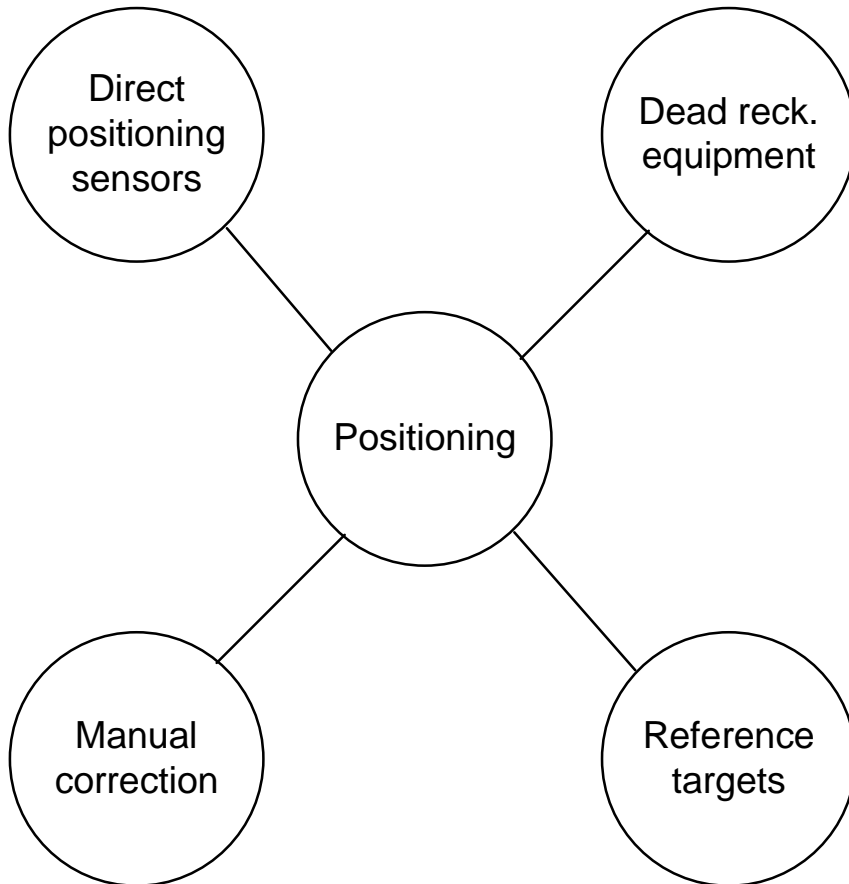 Direct
positioning
sensors
Dead reck.
equipment
Positioning
Manual
correction
Reference
targets